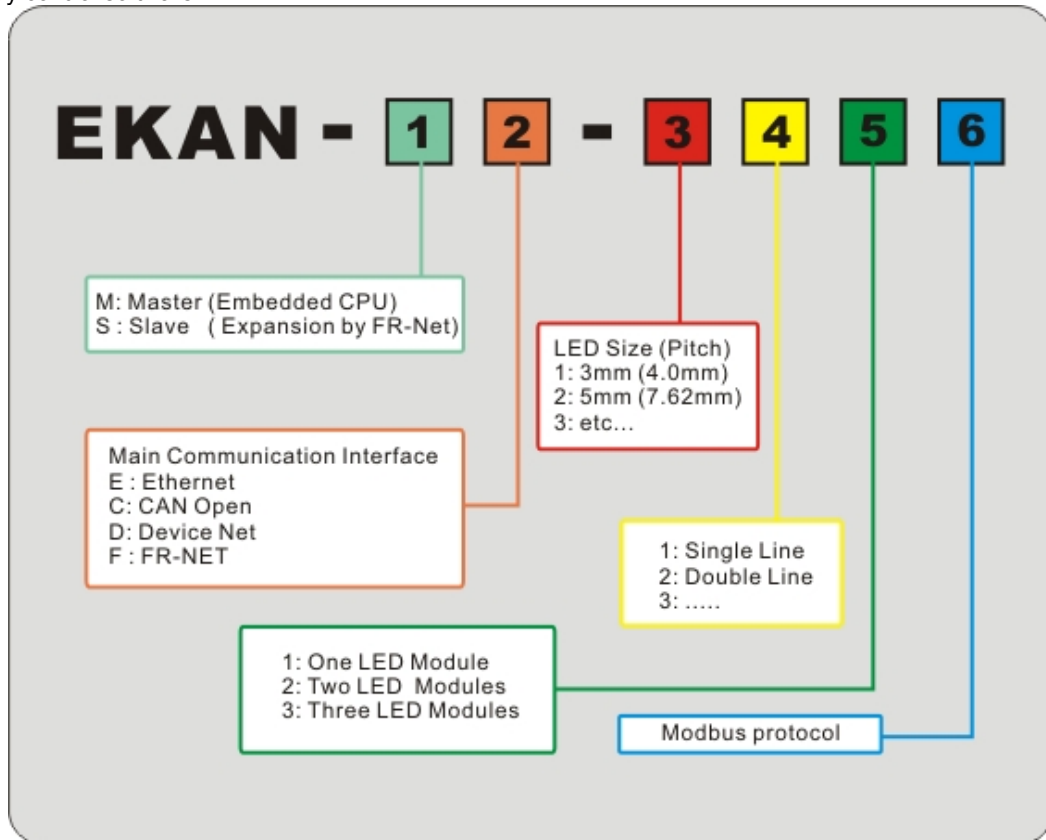 EKAN - 1 2 - 3 4 5 6
M: Master (Embedded CPU)
S : Slave ( Expansion by FR-Net)
LED Size (Pitch)
1: 3mm (4.0mm)
2: 5mm (7.62mm)
3: etc...
Main Communication Interface
E : Ethernet
C: CAN Open
D: Device Net
F : FR-NET
1: Single Line
2: Double Line
3: .....
1: One LED Module
2: Two LED Modules
3: Three LED Modules
Modbus protocol